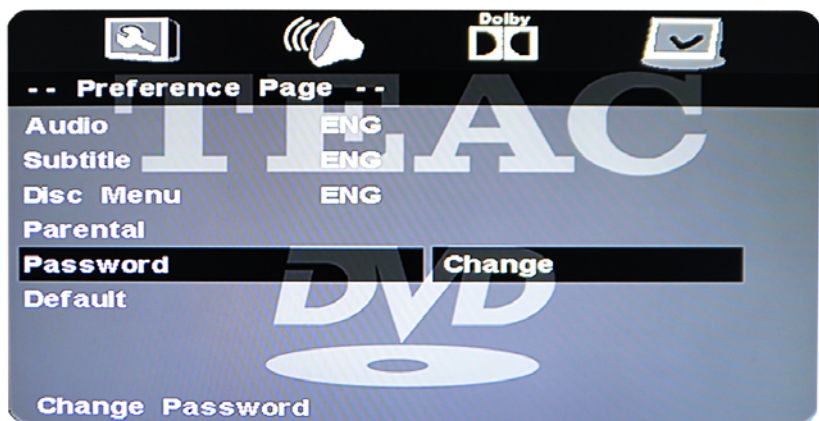 Dolby
-- Preference Page --
TEAC
Audio ENG
Subtitle ENG
Disc Menu ENG
Parental
Password Change
Default
DVD
Change Password